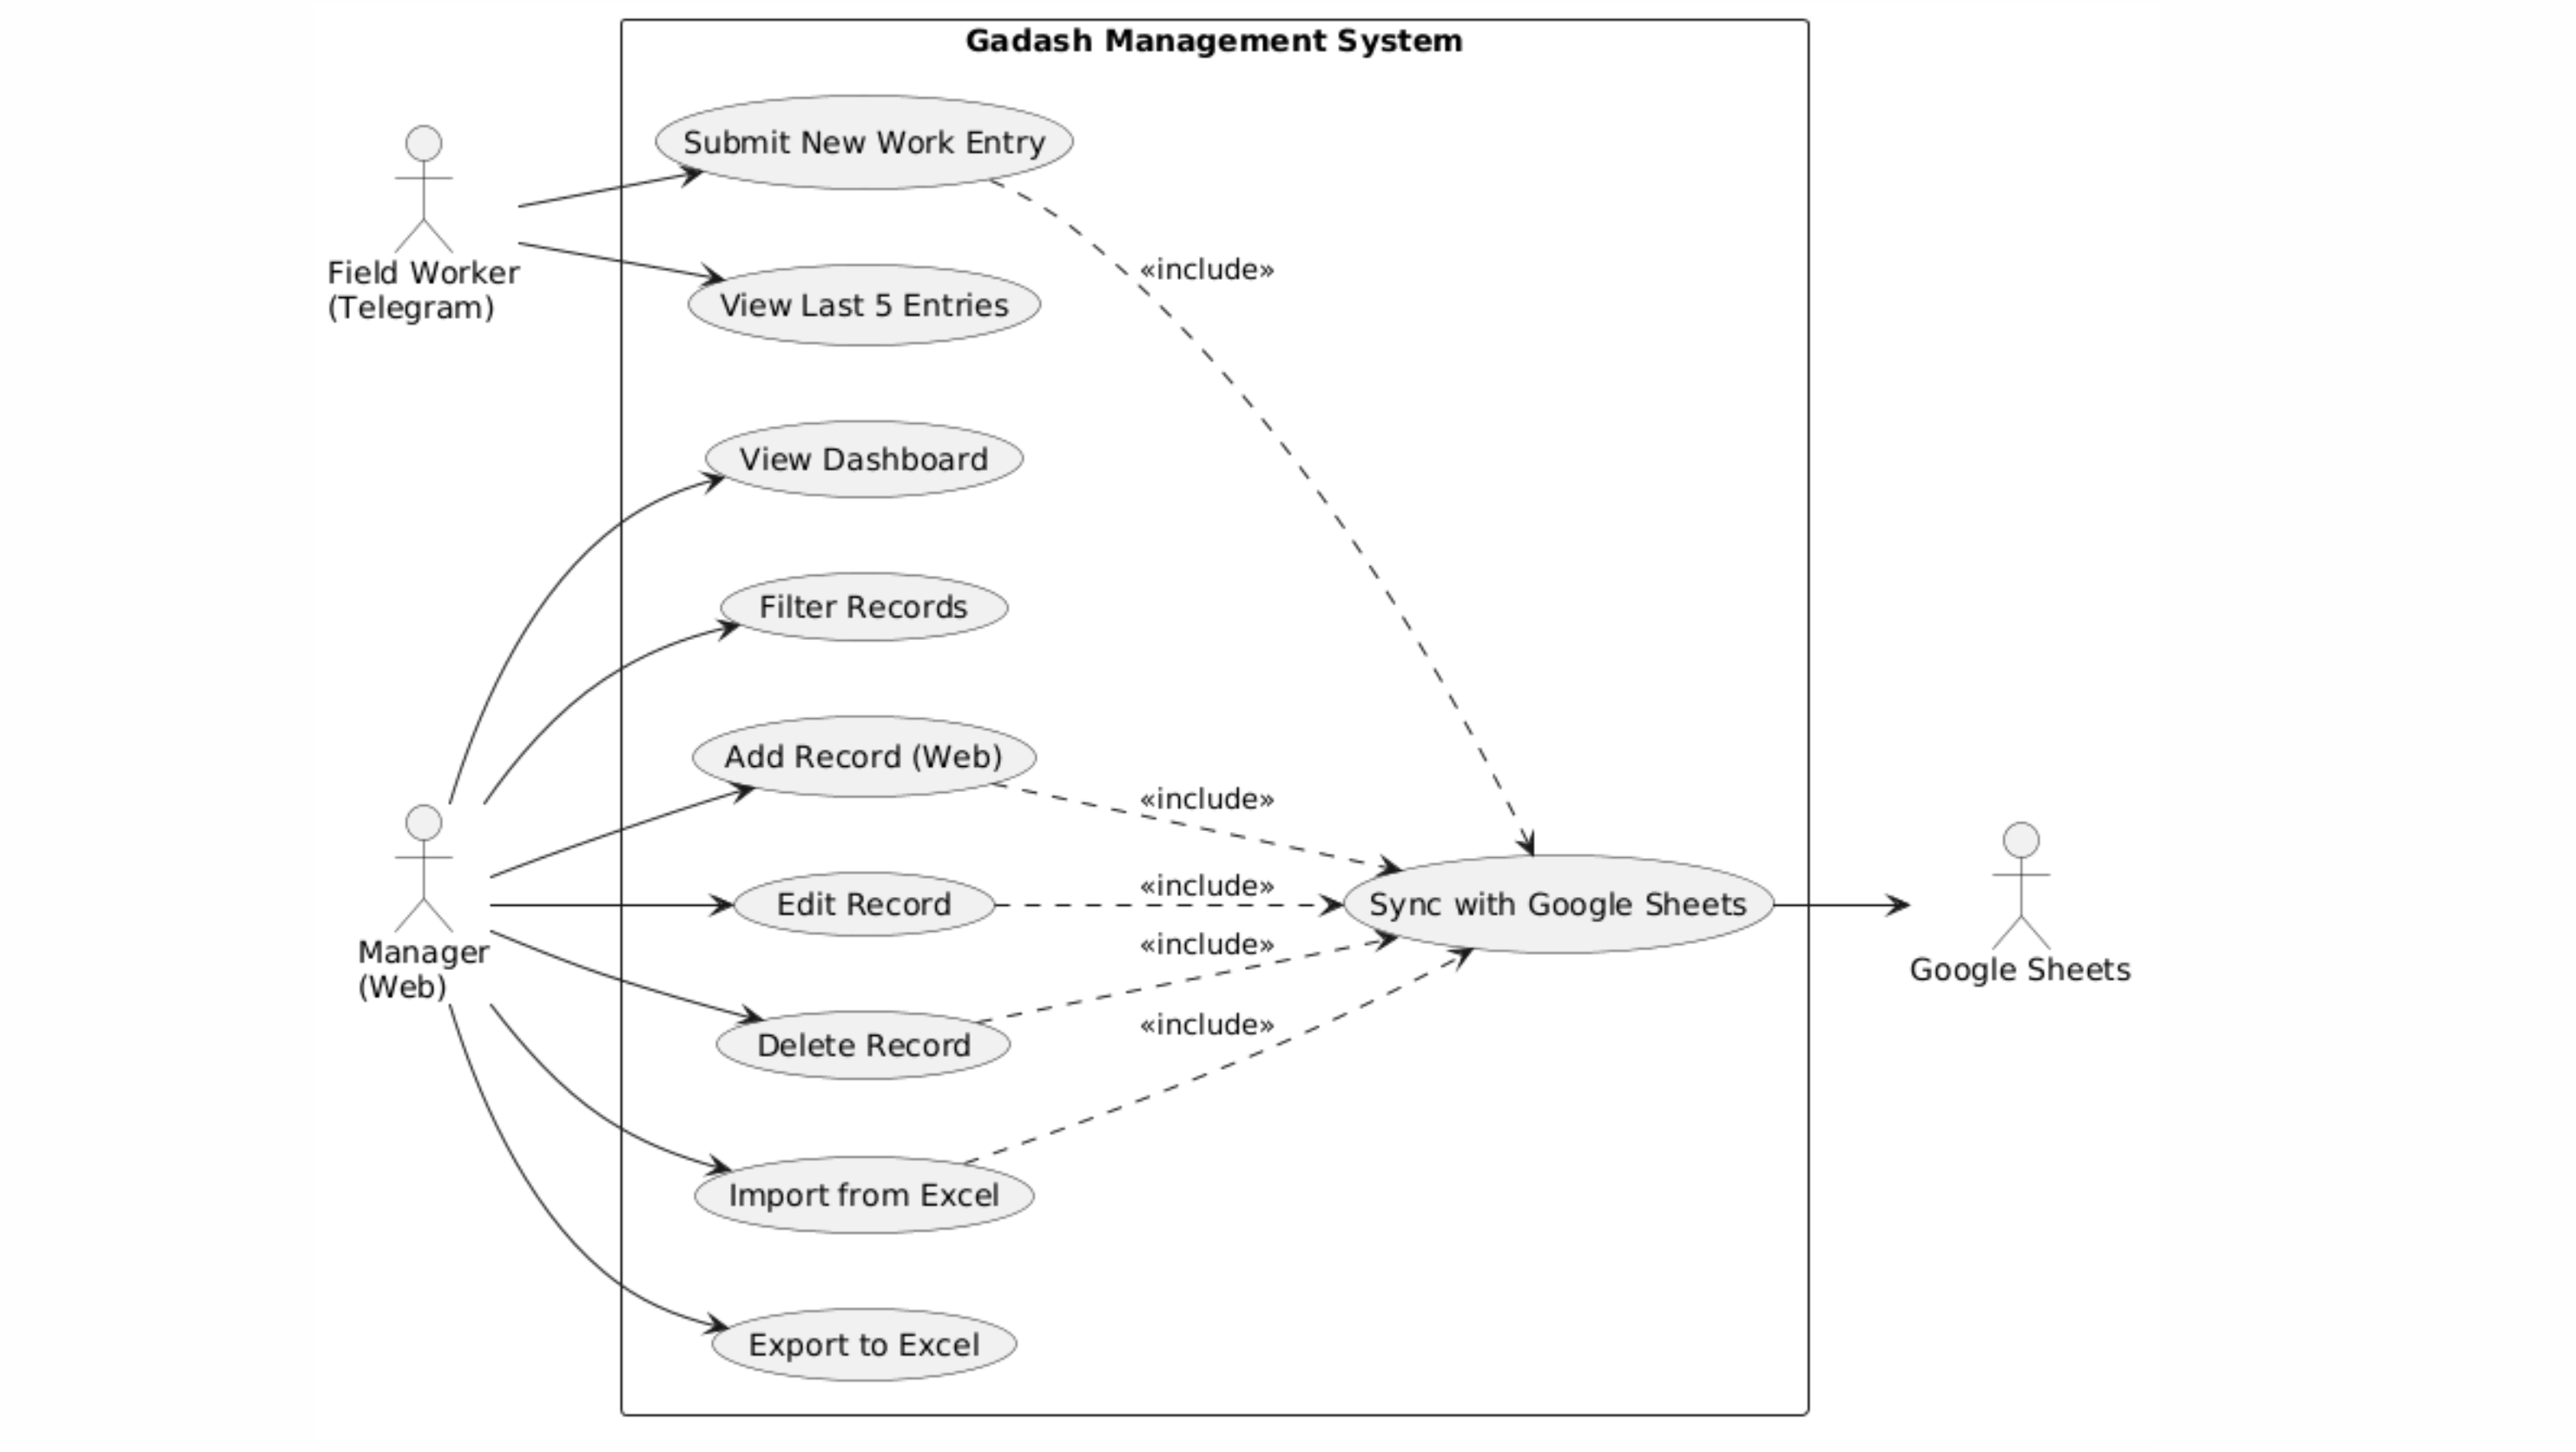 Gadash Management System
Submit New Work Entry
Field Worker
(Telegram)
«include»
View Last 5 Entries
View Dashboard
Filter Records
Add Record (Web)
«include»
Manager
(Web)
Edit Record
«include»
Sync with Google Sheets
Google Sheets
«include»
Delete Record
«include»
Import from Excel
Export to Excel